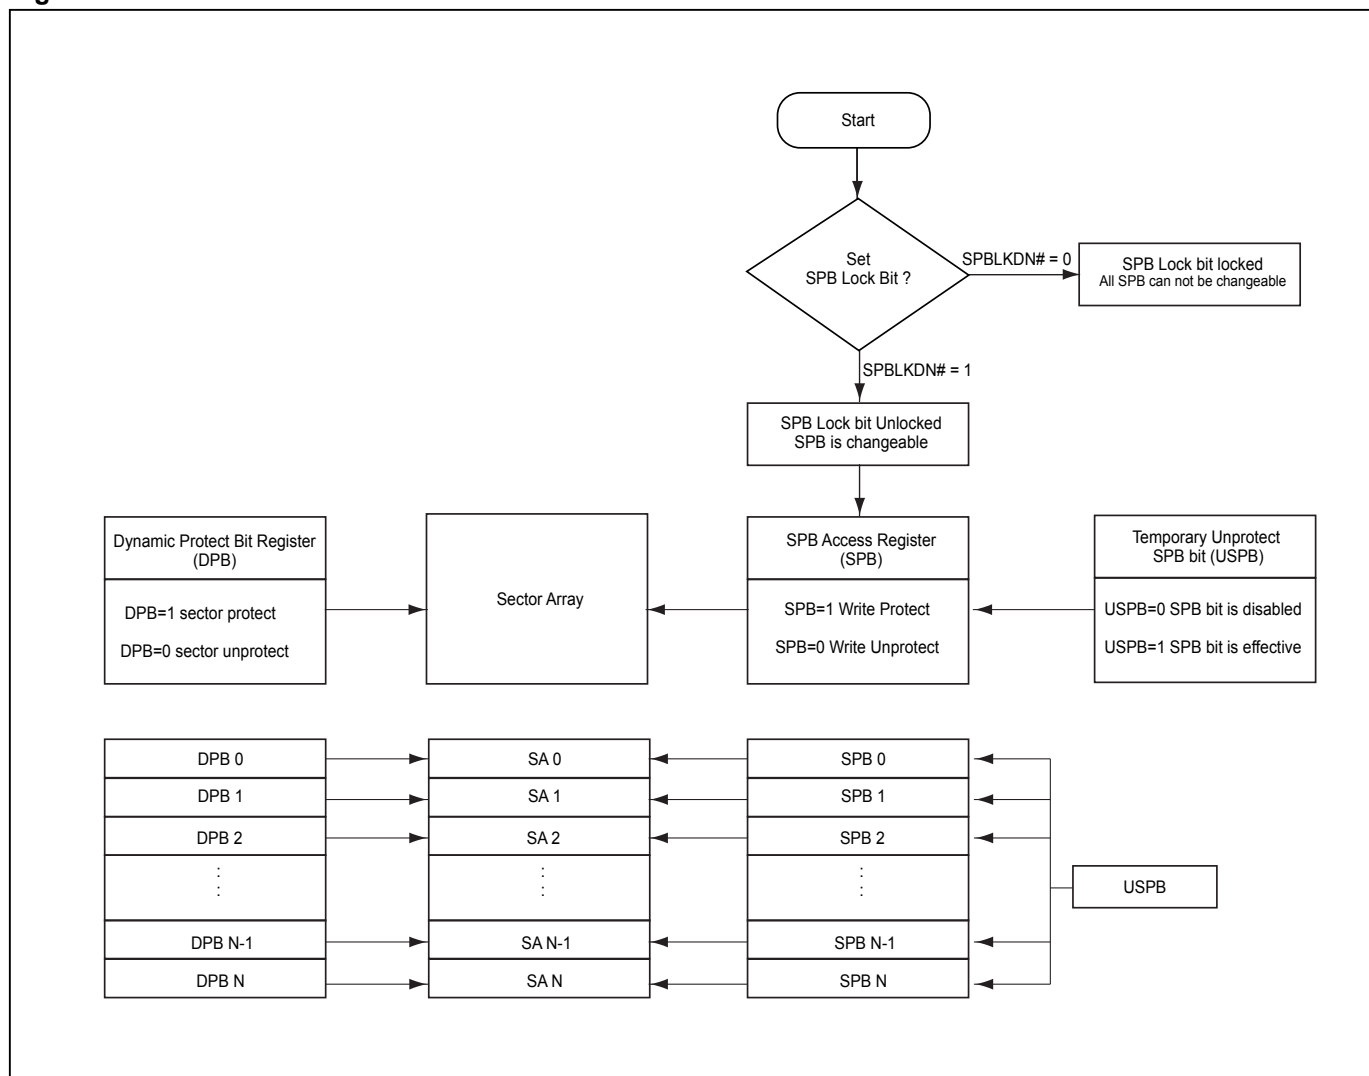 Start
Set
SPB Lock Bit ?
SPBLKDN# = 0
SPB Lock bit locked
All SPB can not be changeable
SPBLKDN# = 1
SPB Lock bit Unlocked
SPB is changeable
Dynamic Protect Bit Register
(DPB)
DPB=1 sector protect
DPB=0 sector unprotect
Sector Array
SPB Access Register
(SPB)
SPB=1 Write Protect
SPB=0 Write Unprotect
Temporary Unprotect
SPB bit (USPB)
USPB=0 SPB bit is disabled
USPB=1 SPB bit is effective
DPB 0
SA 0
SPB 0
DPB 1
SA 1
SPB 1
DPB 2
SA 2
SPB 2
: : :
: : :
USPB
DPB N-1
SA N-1
SPB N-1
DPB N
SA N
SPB N